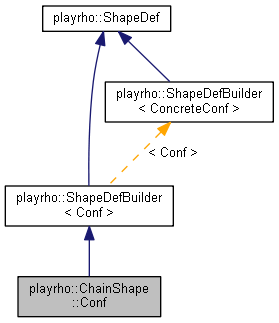 playrho::ShapeDef
playrho::ShapeDefBuilder
< ConcreteConf >
< Conf >
playrho::ShapeDefBuilder
< Conf >
playrho::ChainShape
::Conf